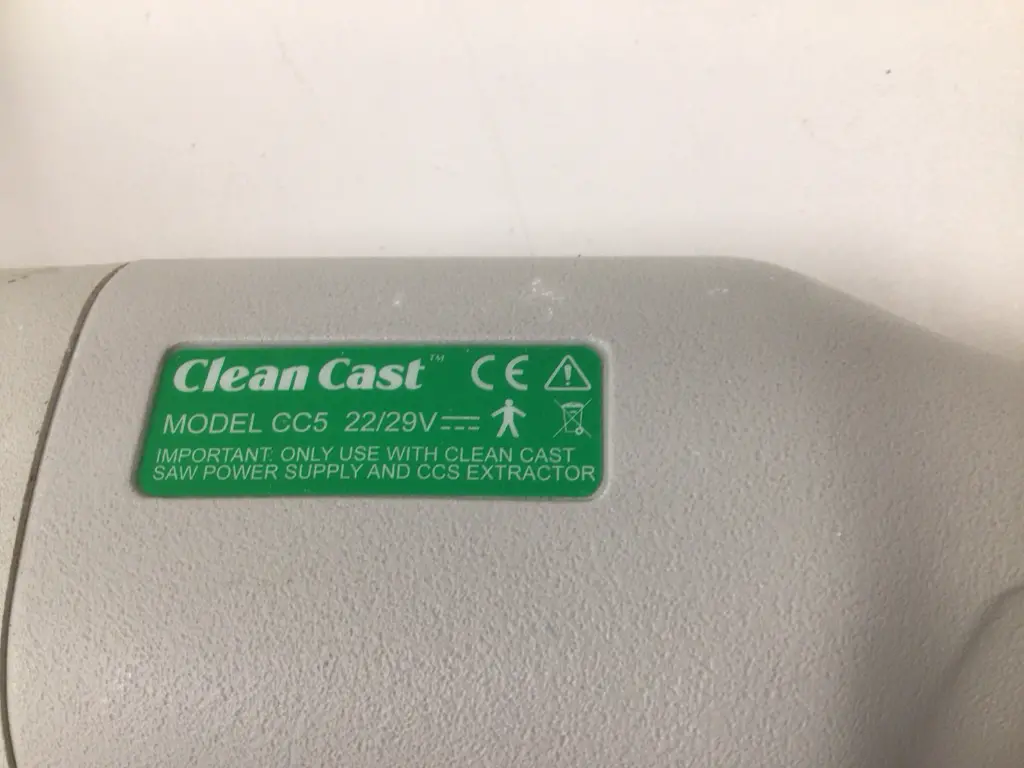 Clean Cast™ CE
MODEL CC5 22/29V
IMPORTANT: ONLY USE WITH CLEAN CAST
SAW POWER SUPPLY AND CCS EXTRACTOR